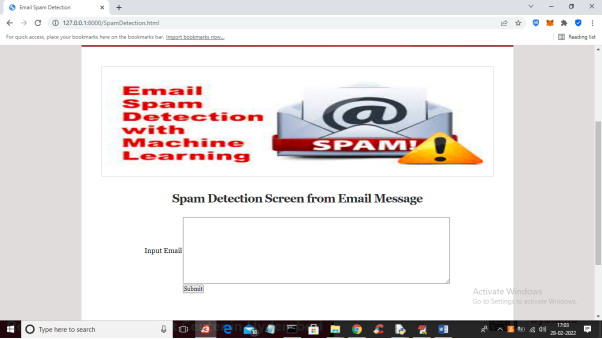 Email Spam Detection
127.0.0.1:8000/SpamDetection.html
For quick access, place your bookmarks here on the bookmarks bar. Import bookmarks now...
Reading list
Email
Spam
Detection
with
Machine
Learning
@
SPAM!
!
Spam Detection Screen from Email Message
Input Email
Submit
Activate Windows
Go to Settings to activate Windows.
Type here to search
17:03
28-02-2022